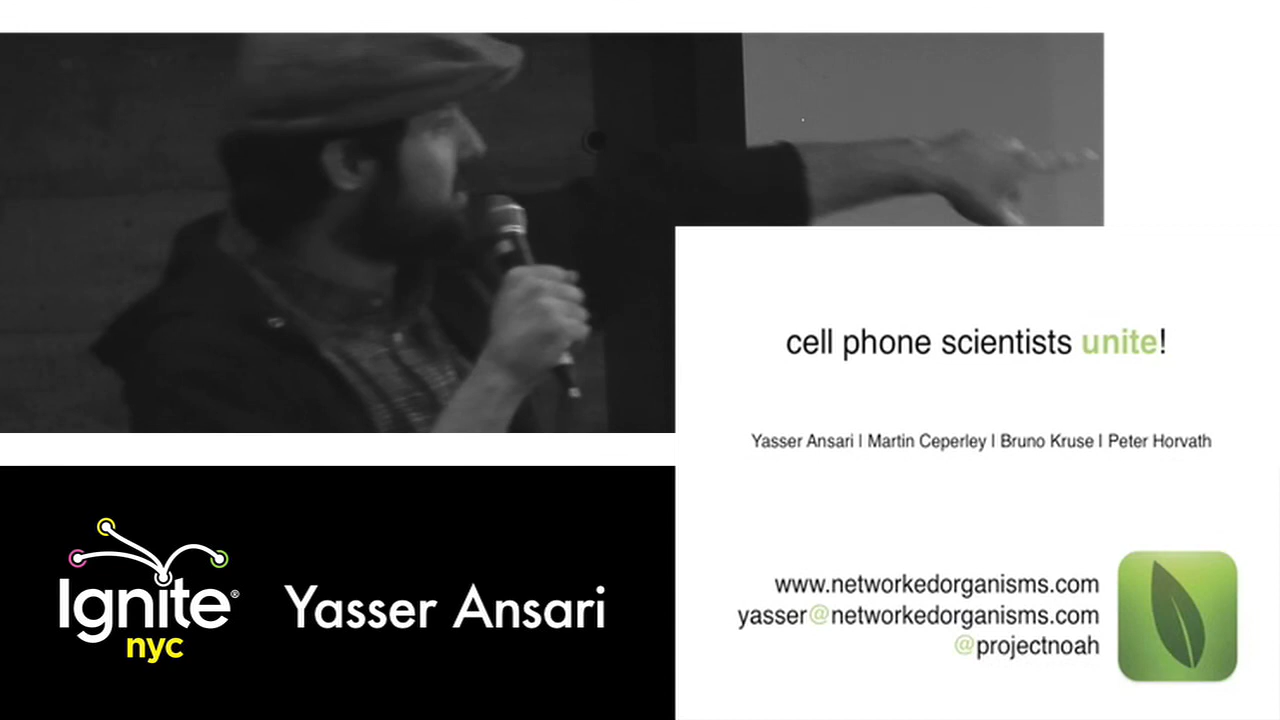 cell phone scientists unite!
Yasser Ansari | Martin Ceperley | Bruno Kruse | Peter Horvath
www.networkedorganisms.com
yasser@networkedorganisms.com
@projectnoah
Ignite®
nyc
Yasser Ansari